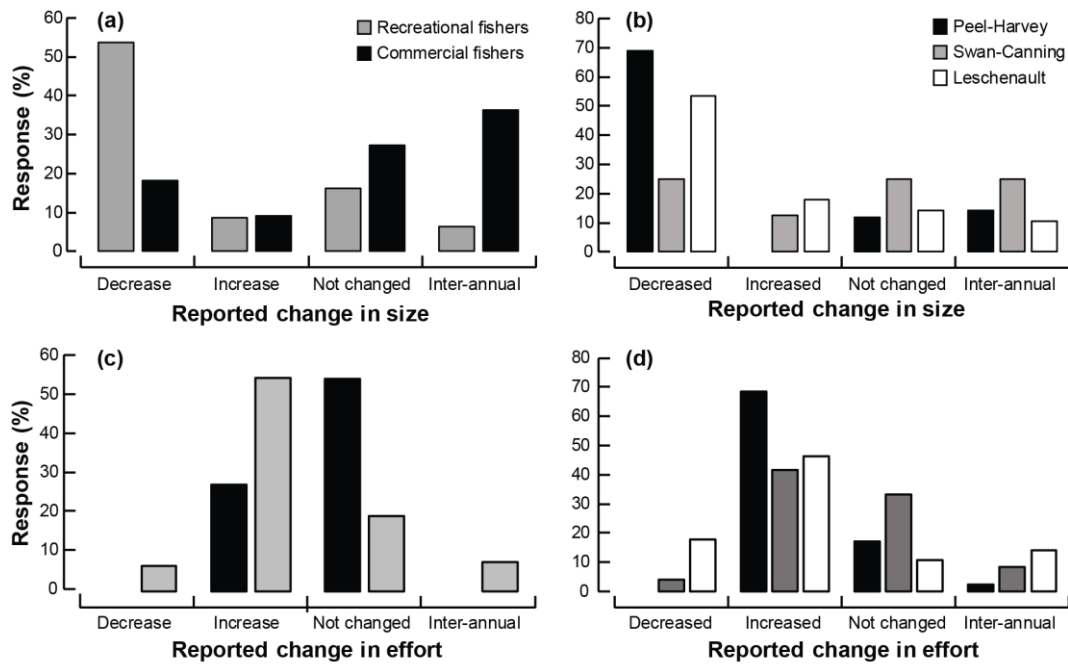 (a)
Recreational fishers
Commercial fishers
Response (%)
60
50
40
30
20
10
0
Decrease Increase Not changed Inter-annual
Reported change in size
(b)
Peel-Harvey
Swan-Canning
Leschenault
80
70
60
50
40
30
20
10
0
Decreased Increased Not changed Inter-annual
Reported change in size
(c)
Response (%)
60
50
40
30
20
10
0
Decrease Increase Not changed Inter-annual
Reported change in effort
(d)
80
70
60
50
40
30
20
10
0
Decreased Increased Not changed Inter-annual
Reported change in effort